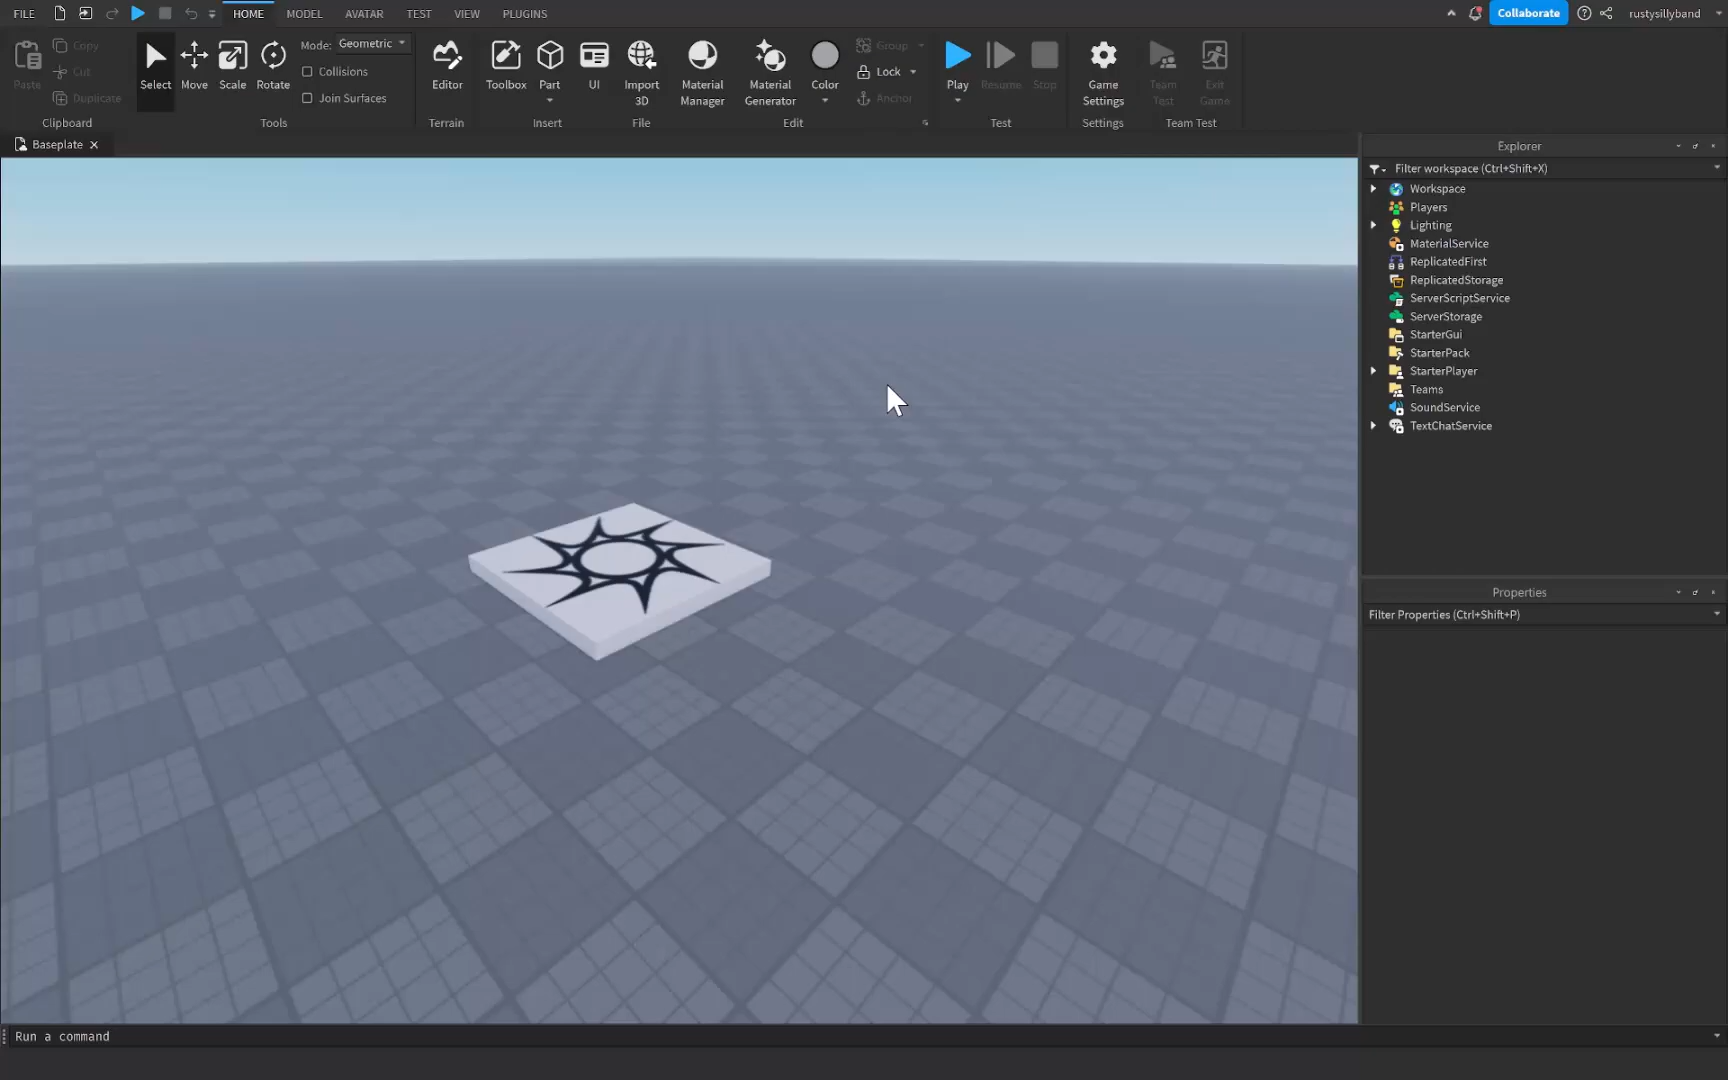 FILE HOME MODEL AVATAR TEST VIEW PLUGINS Collaborate rustysillyband
Paste Copy Cut Duplicate
Clipboard
Select Move Scale Rotate
Mode: Geometric
Collisions
Join Surfaces
Tools
Editor
Terrain
Toolbox Part UI
Insert
Import 3D
File
Material Manager
Material Generator
Color
Group
Lock
Anchor
Edit
Play Resume Stop
Test
Game Settings
Settings
Team Test
Exit Game
Team Test
Baseplate
Explorer
Filter workspace (Ctrl+Shift+X)
Workspace
Players
Lighting
MaterialService
ReplicatedFirst
ReplicatedStorage
ServerScriptService
ServerStorage
StarterGui
StarterPack
StarterPlayer
Teams
SoundService
TextChatService
Properties
Filter Properties (Ctrl+Shift+P)
Run a command